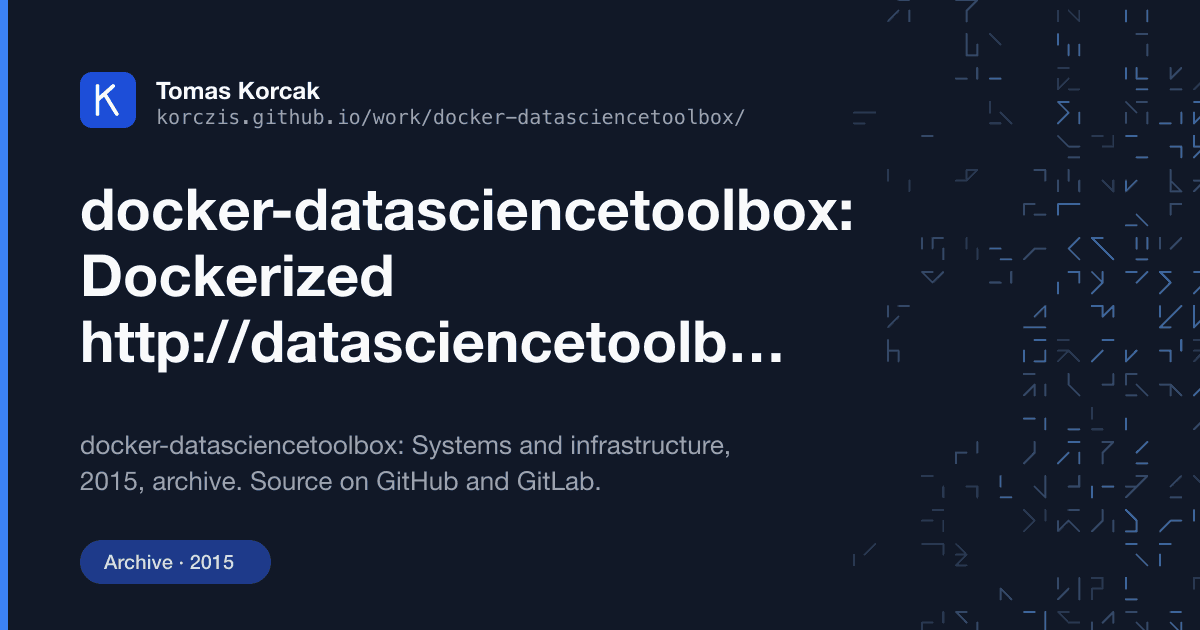 K
Tomas Korcak
korczis.github.io/work/docker-datasciencetoolbox/
docker-datasciencetoolbox:
Dockerized
http://datasciencetoolb…
docker-datasciencetoolbox: Systems and infrastructure,
2015, archive. Source on GitHub and GitLab.
Archive · 2015